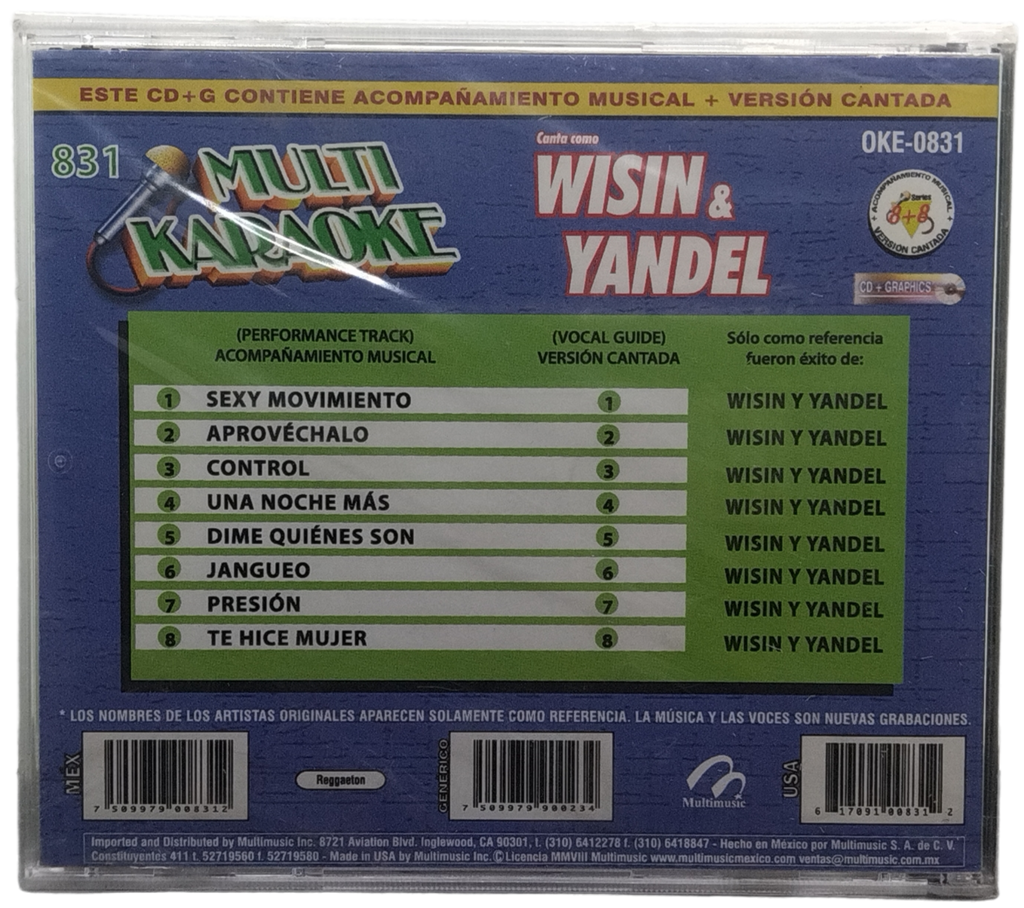 ESTE CD+G CONTIENE ACOMPAÑAMIENTO MUSICAL + VERSIÓN CANTADA
831
MULTI
KARAOKE
Canta como
WISIN &
YANDEL
OKE-0831
ACOMPAÑAMIENTO MUSICAL
Series
8+8
VERSIÓN CANTADA
CD + GRAPHICS
(PERFORMANCE TRACK)
ACOMPAÑAMIENTO MUSICAL
(VOCAL GUIDE)
VERSIÓN CANTADA
Sólo como referencia
fueron éxito de:
1 SEXY MOVIMIENTO 1 WISIN Y YANDEL
2 APROVÉCHALO 2 WISIN Y YANDEL
3 CONTROL 3 WISIN Y YANDEL
4 UNA NOCHE MÁS 4 WISIN Y YANDEL
5 DIME QUIÉNES SON 5 WISIN Y YANDEL
6 JANGUEO 6 WISIN Y YANDEL
7 PRESIÓN 7 WISIN Y YANDEL
8 TE HICE MUJER 8 WISIN Y YANDEL
* LOS NOMBRES DE LOS ARTISTAS ORIGINALES APARECEN SOLAMENTE COMO REFERENCIA. LA MÚSICA Y LAS VOCES SON NUEVAS GRABACIONES.
MEX
7 509979 008312
Reggaeton
GENERICO
7 509979 900234
Multimusic
USA
6 17091 00831 2
Imported and Distributed by Multimusic Inc. 8721 Aviation Blvd. Inglewood, CA 90301, t. (310) 6412278 f. (310) 6418847 - Hecho en México por Multimusic S. A. de C. V.
Constituyentes 411 t. 52719560 f. 52719580 - Made in USA by Multimusic Inc. © Licencia MMVIII Multimusic www.multimusicmexico.com ventas@multimusic.com.mx